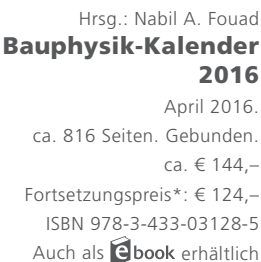 Hrsg.: Nabil A. Fouad
Bauphysik-Kalender
2016
April 2016.
ca. 816 Seiten. Gebunden.
ca. € 144,–
Fortsetzungspreis*: € 124,–
ISBN 978-3-433-03128-5
Auch als ebook erhältlich